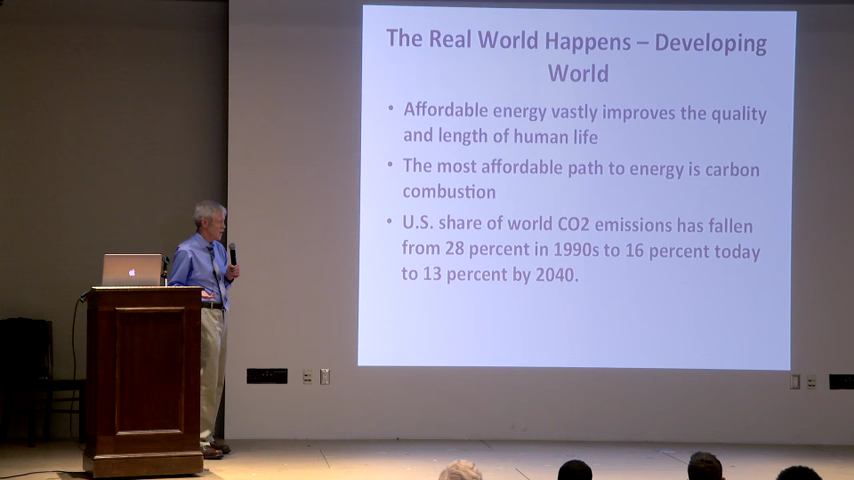 The Real World Happens – Developing
World
• Affordable energy vastly improves the quality
and length of human life
• The most affordable path to energy is carbon
combustion
• U.S. share of world CO2 emissions has fallen
from 28 percent in 1990s to 16 percent today
to 13 percent by 2040.